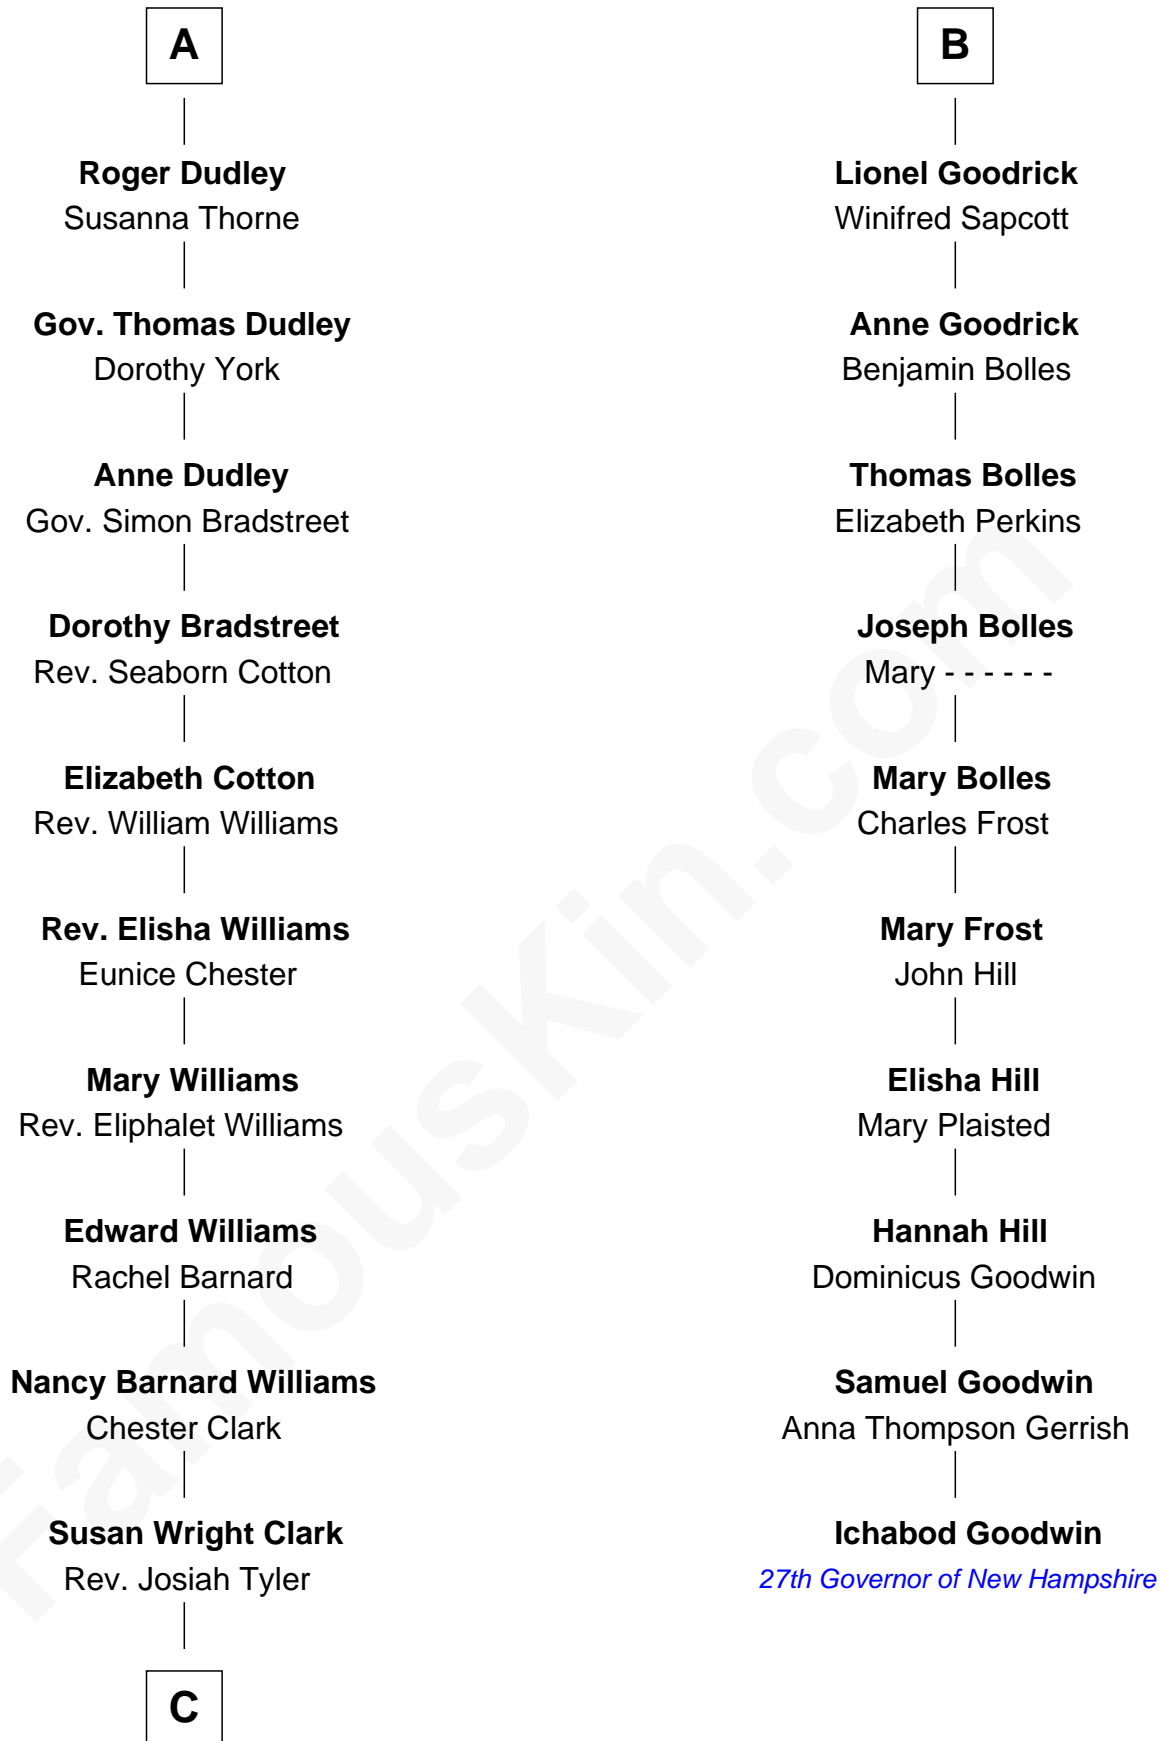 A
Roger Dudley
Susanna Thorne
Gov. Thomas Dudley
Dorothy York
Anne Dudley
Gov. Simon Bradstreet
Dorothy Bradstreet
Rev. Seaborn Cotton
Elizabeth Cotton
Rev. William Williams
Rev. Elisha Williams
Eunice Chester
Mary Williams
Rev. Eliphalet Williams
Edward Williams
Rachel Barnard
Nancy Barnard Williams
Chester Clark
Susan Wright Clark
Rev. Josiah Tyler
C
B
Lionel Goodrick
Winifred Sapcott
Anne Goodrick
Benjamin Bolles
Thomas Bolles
Elizabeth Perkins
Joseph Bolles
Mary - - - - - -
Mary Bolles
Charles Frost
Mary Frost
John Hill
Elisha Hill
Mary Plaisted
Hannah Hill
Dominicus Goodwin
Samuel Goodwin
Anna Thompson Gerrish
Ichabod Goodwin
27th Governor of New Hampshire
FamousKin.com